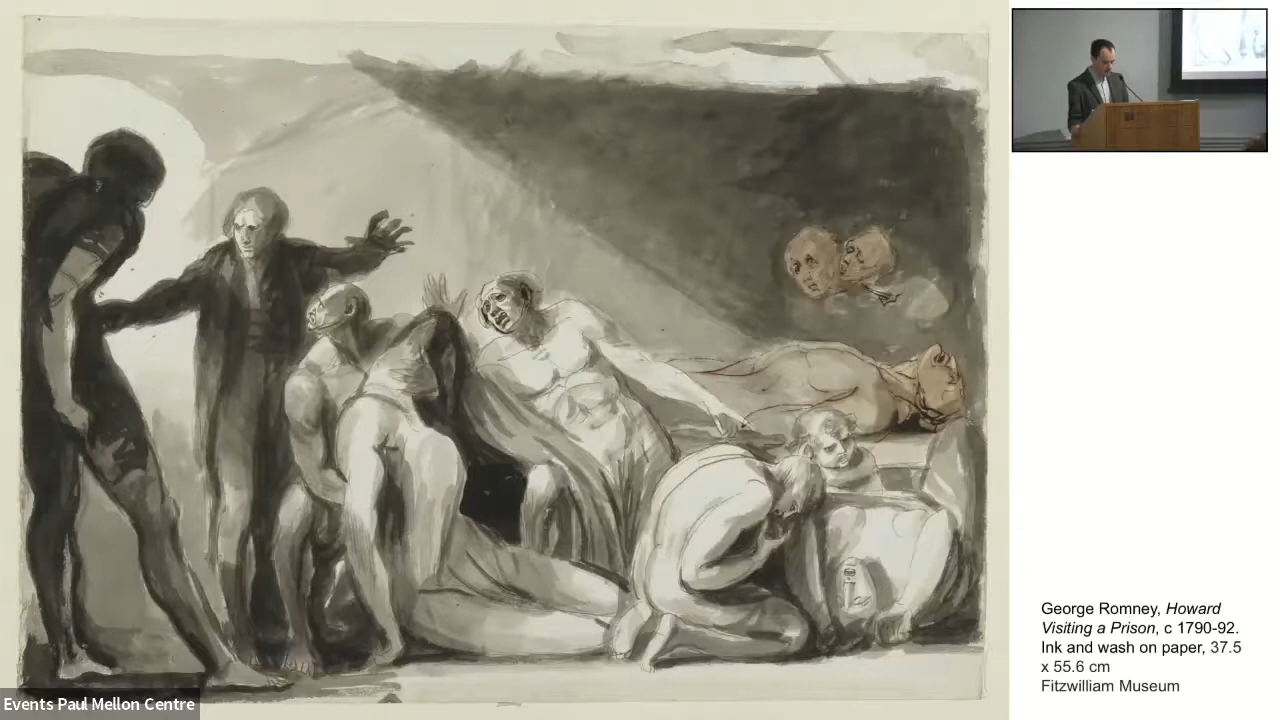 George Romney, Howard
Visiting a Prison, c 1790-92.
Ink and wash on paper, 37.5
x 55.6 cm
Fitzwilliam Museum
Events Paul Mellon Centre